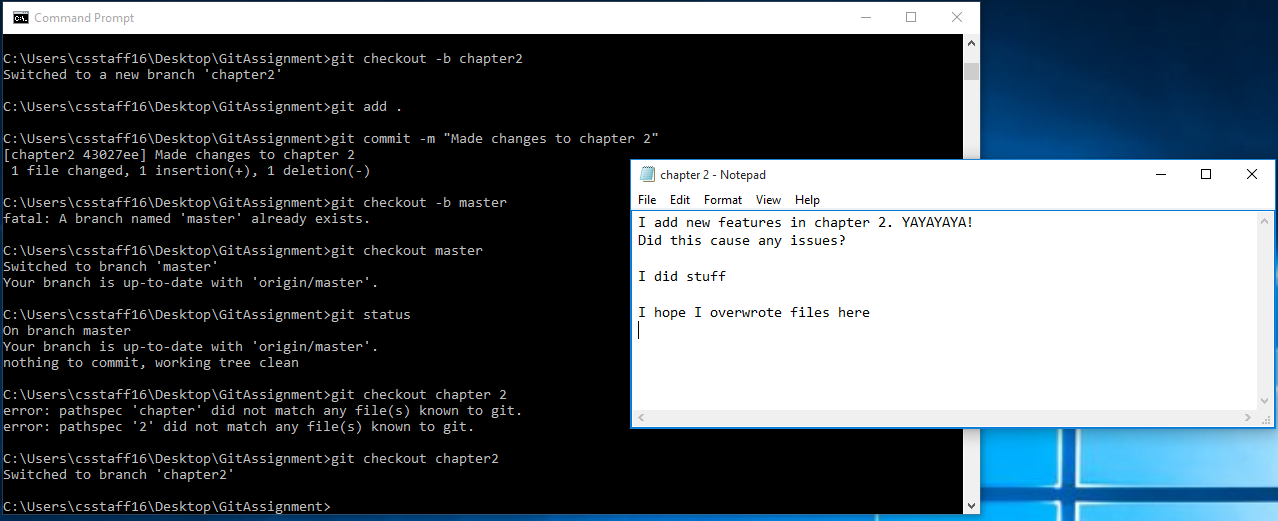 Command Prompt
C:\Users\csstaff16\Desktop\GitAssignment>git checkout -b chapter2
Switched to a new branch 'chapter2'
C:\Users\csstaff16\Desktop\GitAssignment>git add .
C:\Users\csstaff16\Desktop\GitAssignment>git commit -m "Made changes to chapter 2"
[chapter2 43027ee] Made changes to chapter 2
1 file changed, 1 insertion(+), 1 deletion(-)
C:\Users\csstaff16\Desktop\GitAssignment>git checkout -b master
fatal: A branch named 'master' already exists.
C:\Users\csstaff16\Desktop\GitAssignment>git checkout master
Switched to branch 'master'
Your branch is up-to-date with 'origin/master'.
C:\Users\csstaff16\Desktop\GitAssignment>git status
On branch master
Your branch is up-to-date with 'origin/master'.
nothing to commit, working tree clean
C:\Users\csstaff16\Desktop\GitAssignment>git checkout chapter 2
error: pathspec 'chapter' did not match any file(s) known to git.
error: pathspec '2' did not match any file(s) known to git.
C:\Users\csstaff16\Desktop\GitAssignment>git checkout chapter2
Switched to branch 'chapter2'
C:\Users\csstaff16\Desktop\GitAssignment>
chapter 2 - Notepad
File Edit Format View Help
I add new features in chapter 2. YAYAYAYA!
Did this cause any issues?
I did stuff
I hope I overwrote files here